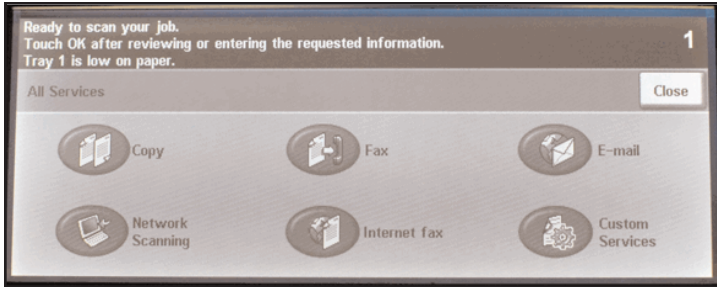 Ready to scan your job.
Touch OK after reviewing or entering the requested information.
1
Tray 1 is low on paper.
All Services
Close
Copy
Fax
E-mail
Network
Scanning
Internet fax
Custom
Services